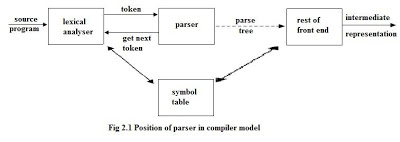 source
program
lexical
analyser
token
get next
token
parser
parse
tree
rest of
front end
intermediate
representation
symbol
table
Fig 2.1 Position of parser in compiler model